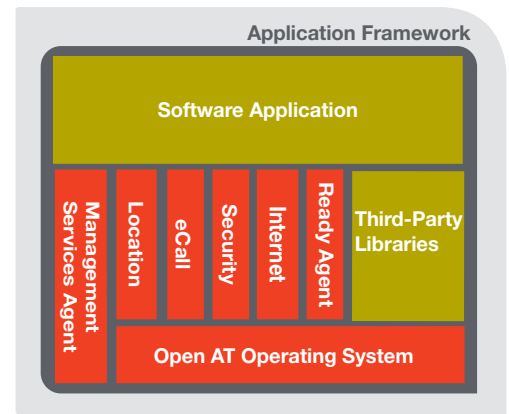 Application Framework
Software Application
Management
Services Agent
Location
eCall
Security
Internet
Ready Agent
Third-Party
Libraries
Open AT Operating System